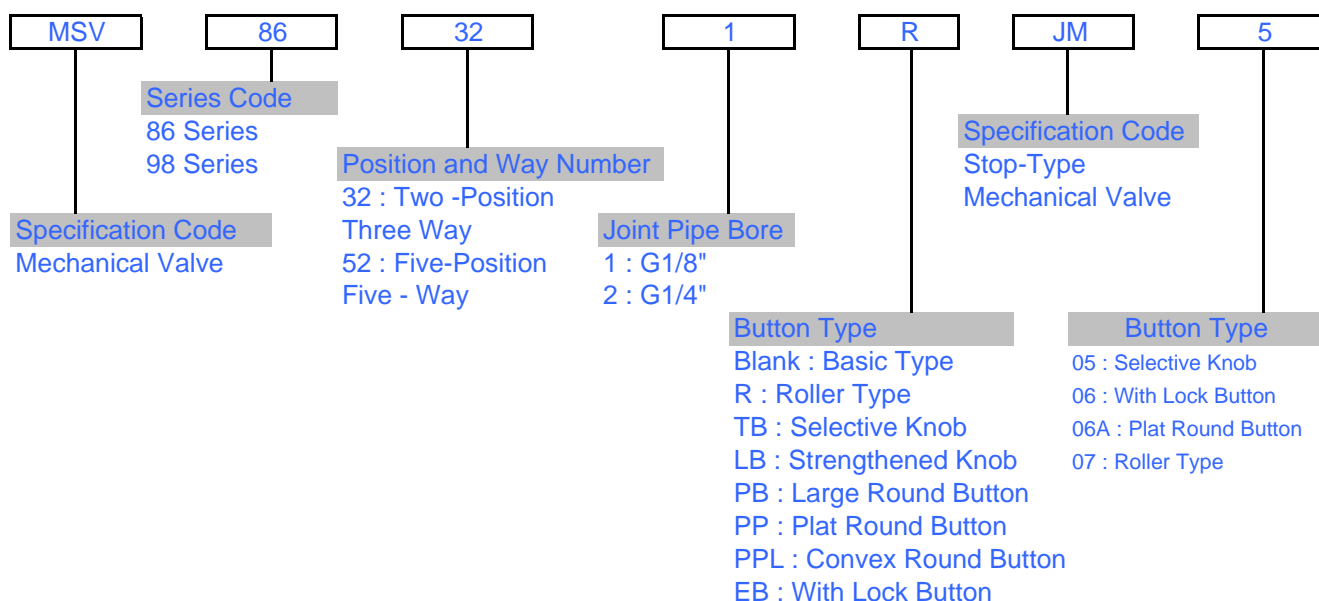 MSV 86 32 1 R JM 5
Series Code
86 Series
98 Series
Specification Code
Mechanical Valve
Position and Way Number
32 : Two -Position
Three Way
52 : Five-Position
Five - Way
Joint Pipe Bore
1 : G1/8"
2 : G1/4"
Specification Code
Stop-Type
Mechanical Valve
Button Type
Blank : Basic Type
R : Roller Type
TB : Selective Knob
LB : Strengthened Knob
PB : Large Round Button
PP : Plat Round Button
PPL : Convex Round Button
EB : With Lock Button
Button Type
05 : Selective Knob
06 : With Lock Button
06A : Plat Round Button
07 : Roller Type